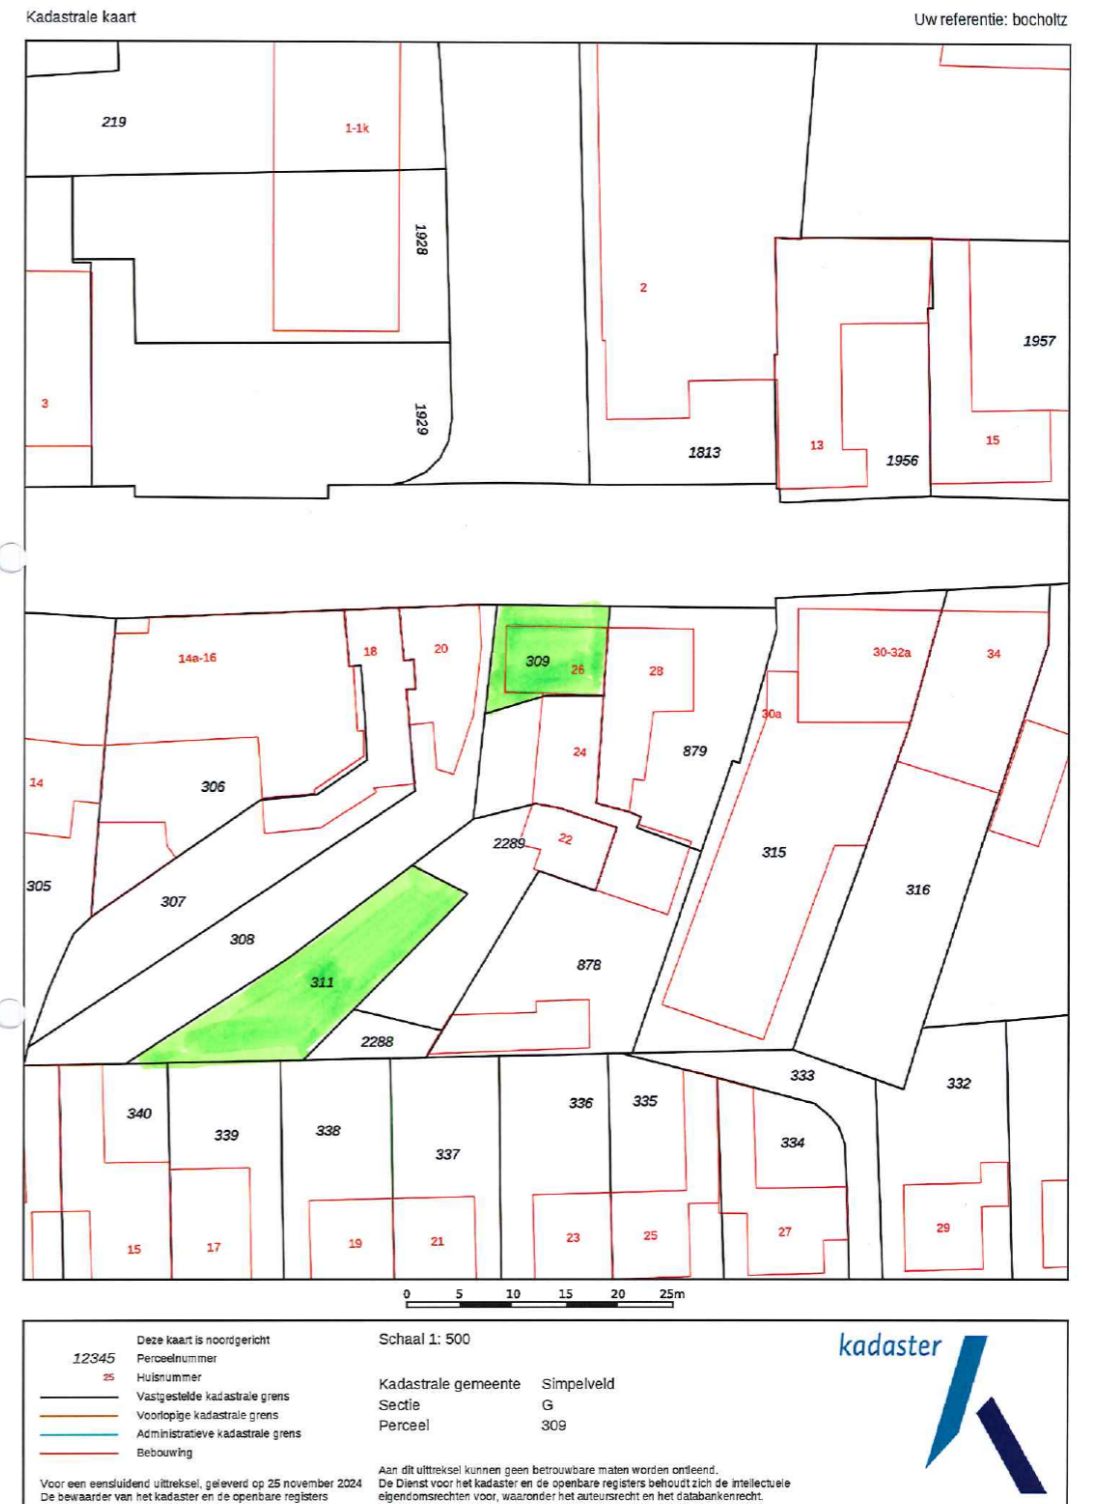 Kadastrale kaart
Uw referentie: bocholtz
219
1-1k
1928
2
1957
3
1929
13
15
1813
1956
14a-16
18
20
309
26
28
30-32a
34
30a
24
879
14
306
22
2289
315
305
307
316
308
311
878
2288
333
332
340
339
338
337
336
335
334
15
17
19
21
23
25
27
29
0 5 10 15 20 25m
Deze kaart is noordgericht
12345 Perceelnummer
25 Huisnummer
Vastgestelde kadastrale grens
Voorlopige kadastrale grens
Administratieve kadastrale grens
Bebouwing
Schaal 1: 500
Kadastrale gemeente Simpelveld
Sectie G
Perceel 309
kadaster
Voor een eensluidend uittreksel, geleverd op 25 november 2024
De bewaarder van het kadaster en de openbare registers
Aan dit uittreksel kunnen geen betrouwbare maten worden ontleend.
De Dienst voor het kadaster en de openbare registers behoudt zich de intellectuele
eigendomsrechten voor, waaronder het auteursrecht en het databankenrecht.